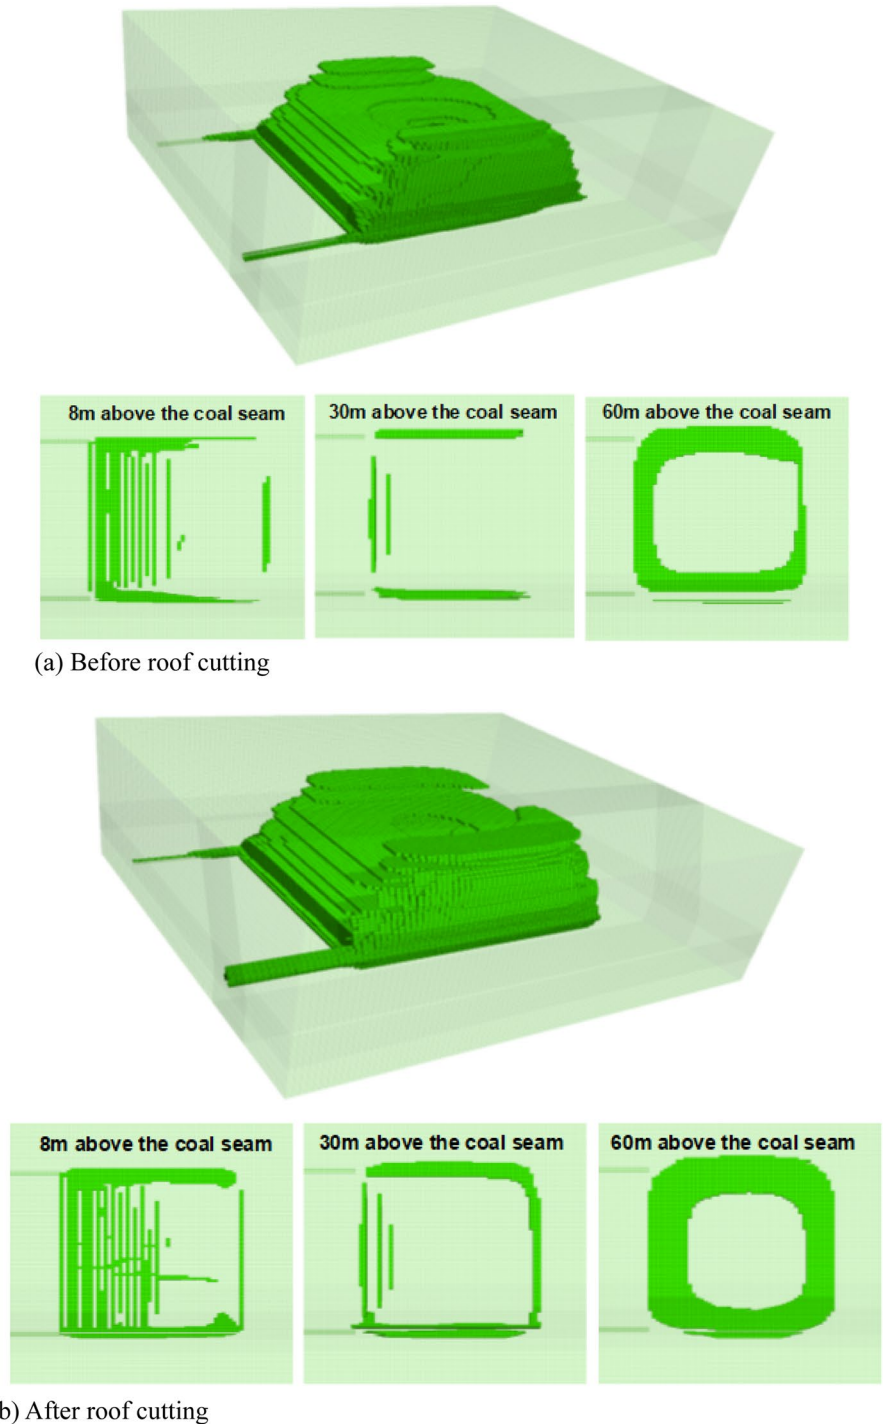 8m above the coal seam
30m above the coal seam
60m above the coal seam
(a) Before roof cutting
8m above the coal seam
30m above the coal seam
60m above the coal seam
b) After roof cutting